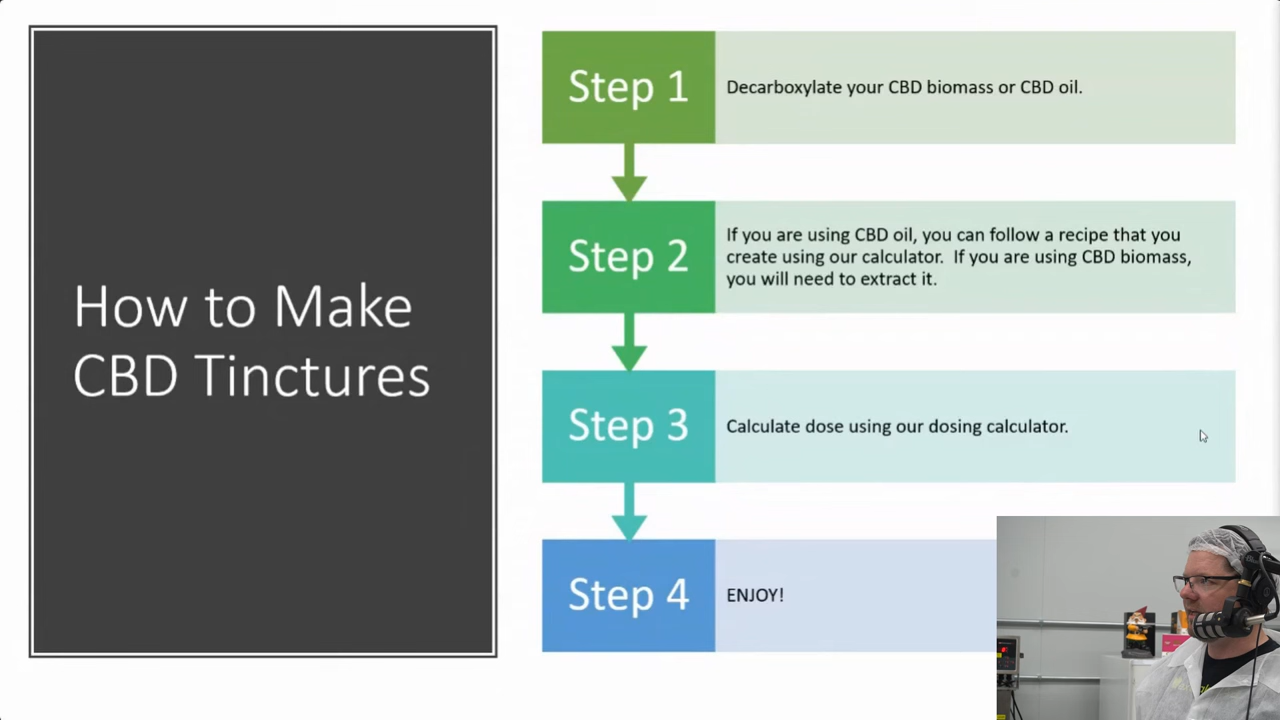 How to Make
CBD Tinctures
Step 1
Decarboxylate your CBD biomass or CBD oil.
Step 2
If you are using CBD oil, you can follow a recipe that you
create using our calculator.  If you are using CBD biomass,
you will need to extract it.
Step 3
Calculate dose using our dosing calculator.
Step 4
ENJOY!